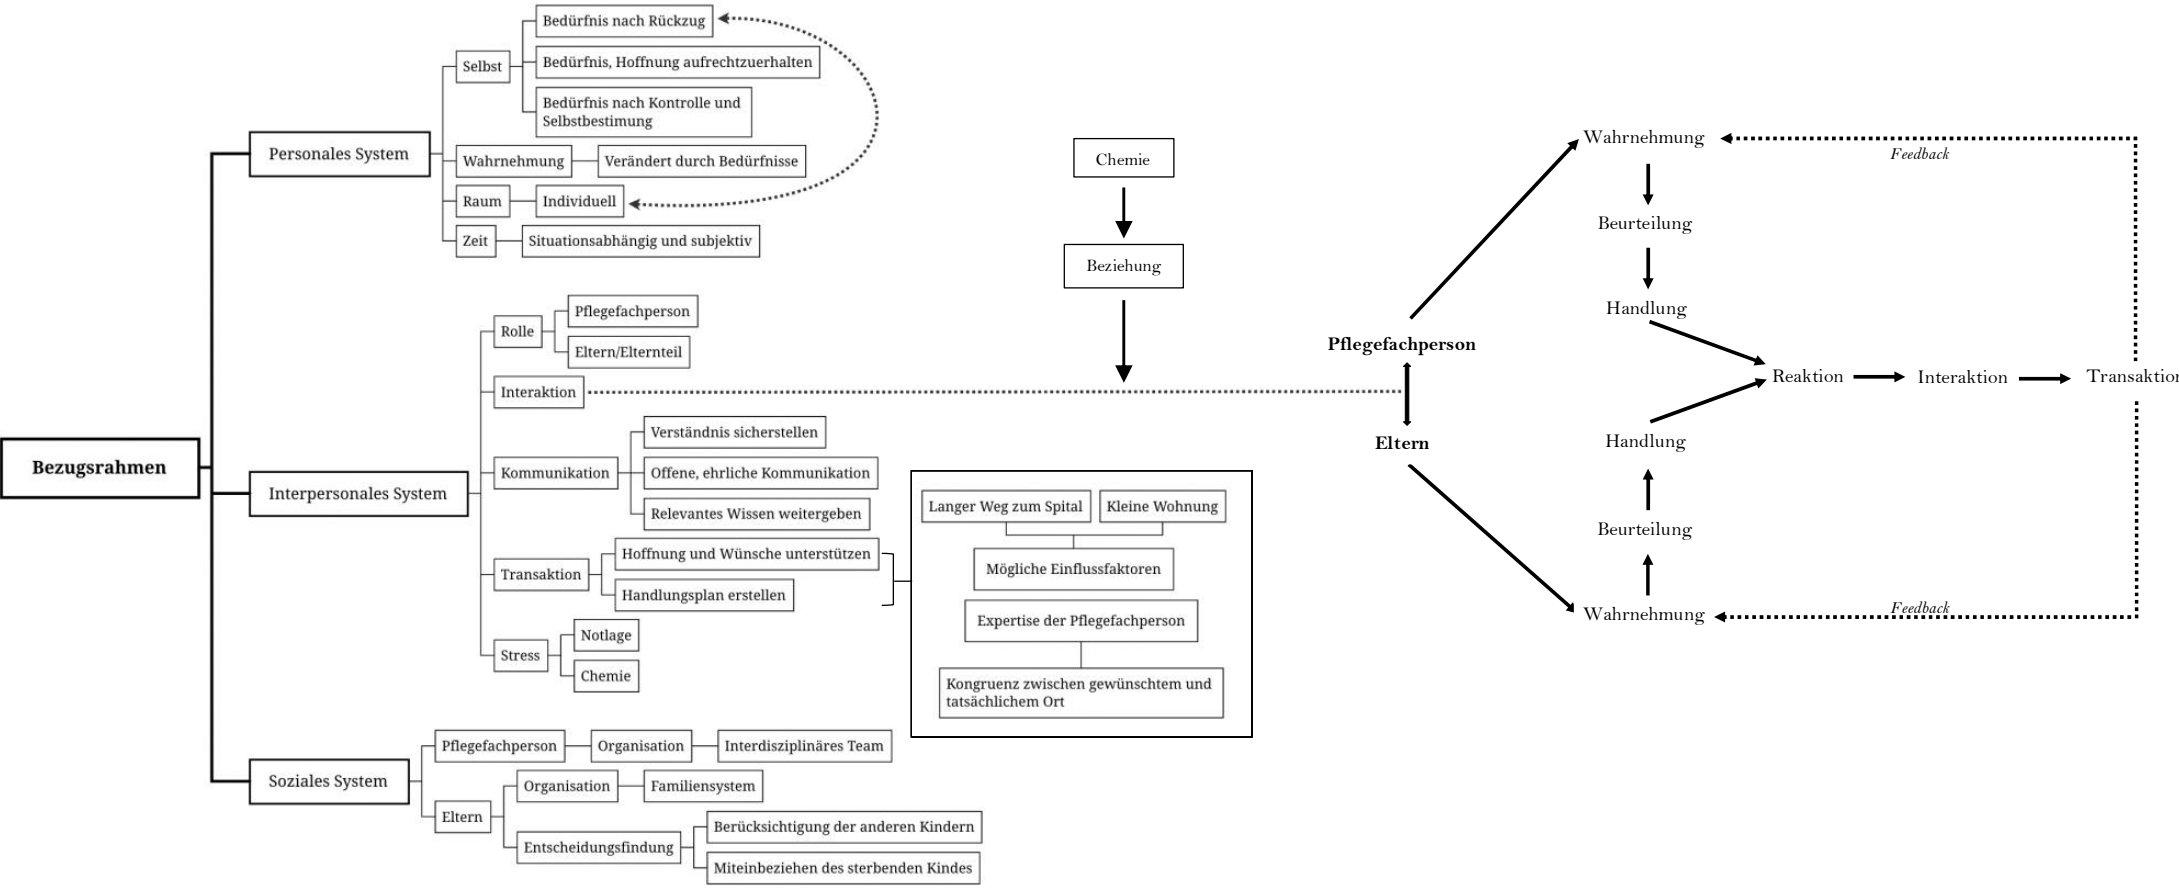 Bezugsrahmen
Personales System
Selbst
Bedürfnis nach Rückzug
Bedürfnis, Hoffnung aufrechtzuerhalten
Bedürfnis nach Kontrolle und
Selbstbestimung
Wahrnehmung
Verändert durch Bedürfnisse
Raum
Individuell
Zeit
Situationsabhängig und subjektiv
Interpersonales System
Rolle
Pflegefachperson
Eltern/Elternteil
Interaktion
Kommunikation
Verständnis sicherstellen
Offene, ehrliche Kommunikation
Relevantes Wissen weitergeben
Transaktion
Hoffnung und Wünsche unterstützen
Handlungsplan erstellen
Stress
Notlage
Chemie
Langer Weg zum Spital
Kleine Wohnung
Mögliche Einflussfaktoren
Expertise der Pflegefachperson
Kongruenz zwischen gewünschtem und
tatsächlichem Ort
Soziales System
Pflegefachperson
Organisation
Interdisziplinäres Team
Eltern
Organisation
Familiensystem
Entscheidungsfindung
Berücksichtigung der anderen Kindern
Miteinbeziehen des sterbenden Kindes
Chemie
Beziehung
Pflegefachperson
Eltern
Wahrnehmung
Feedback
Beurteilung
Handlung
Reaktion
Interaktion
Transaktion
Handlung
Beurteilung
Wahrnehmung
Feedback